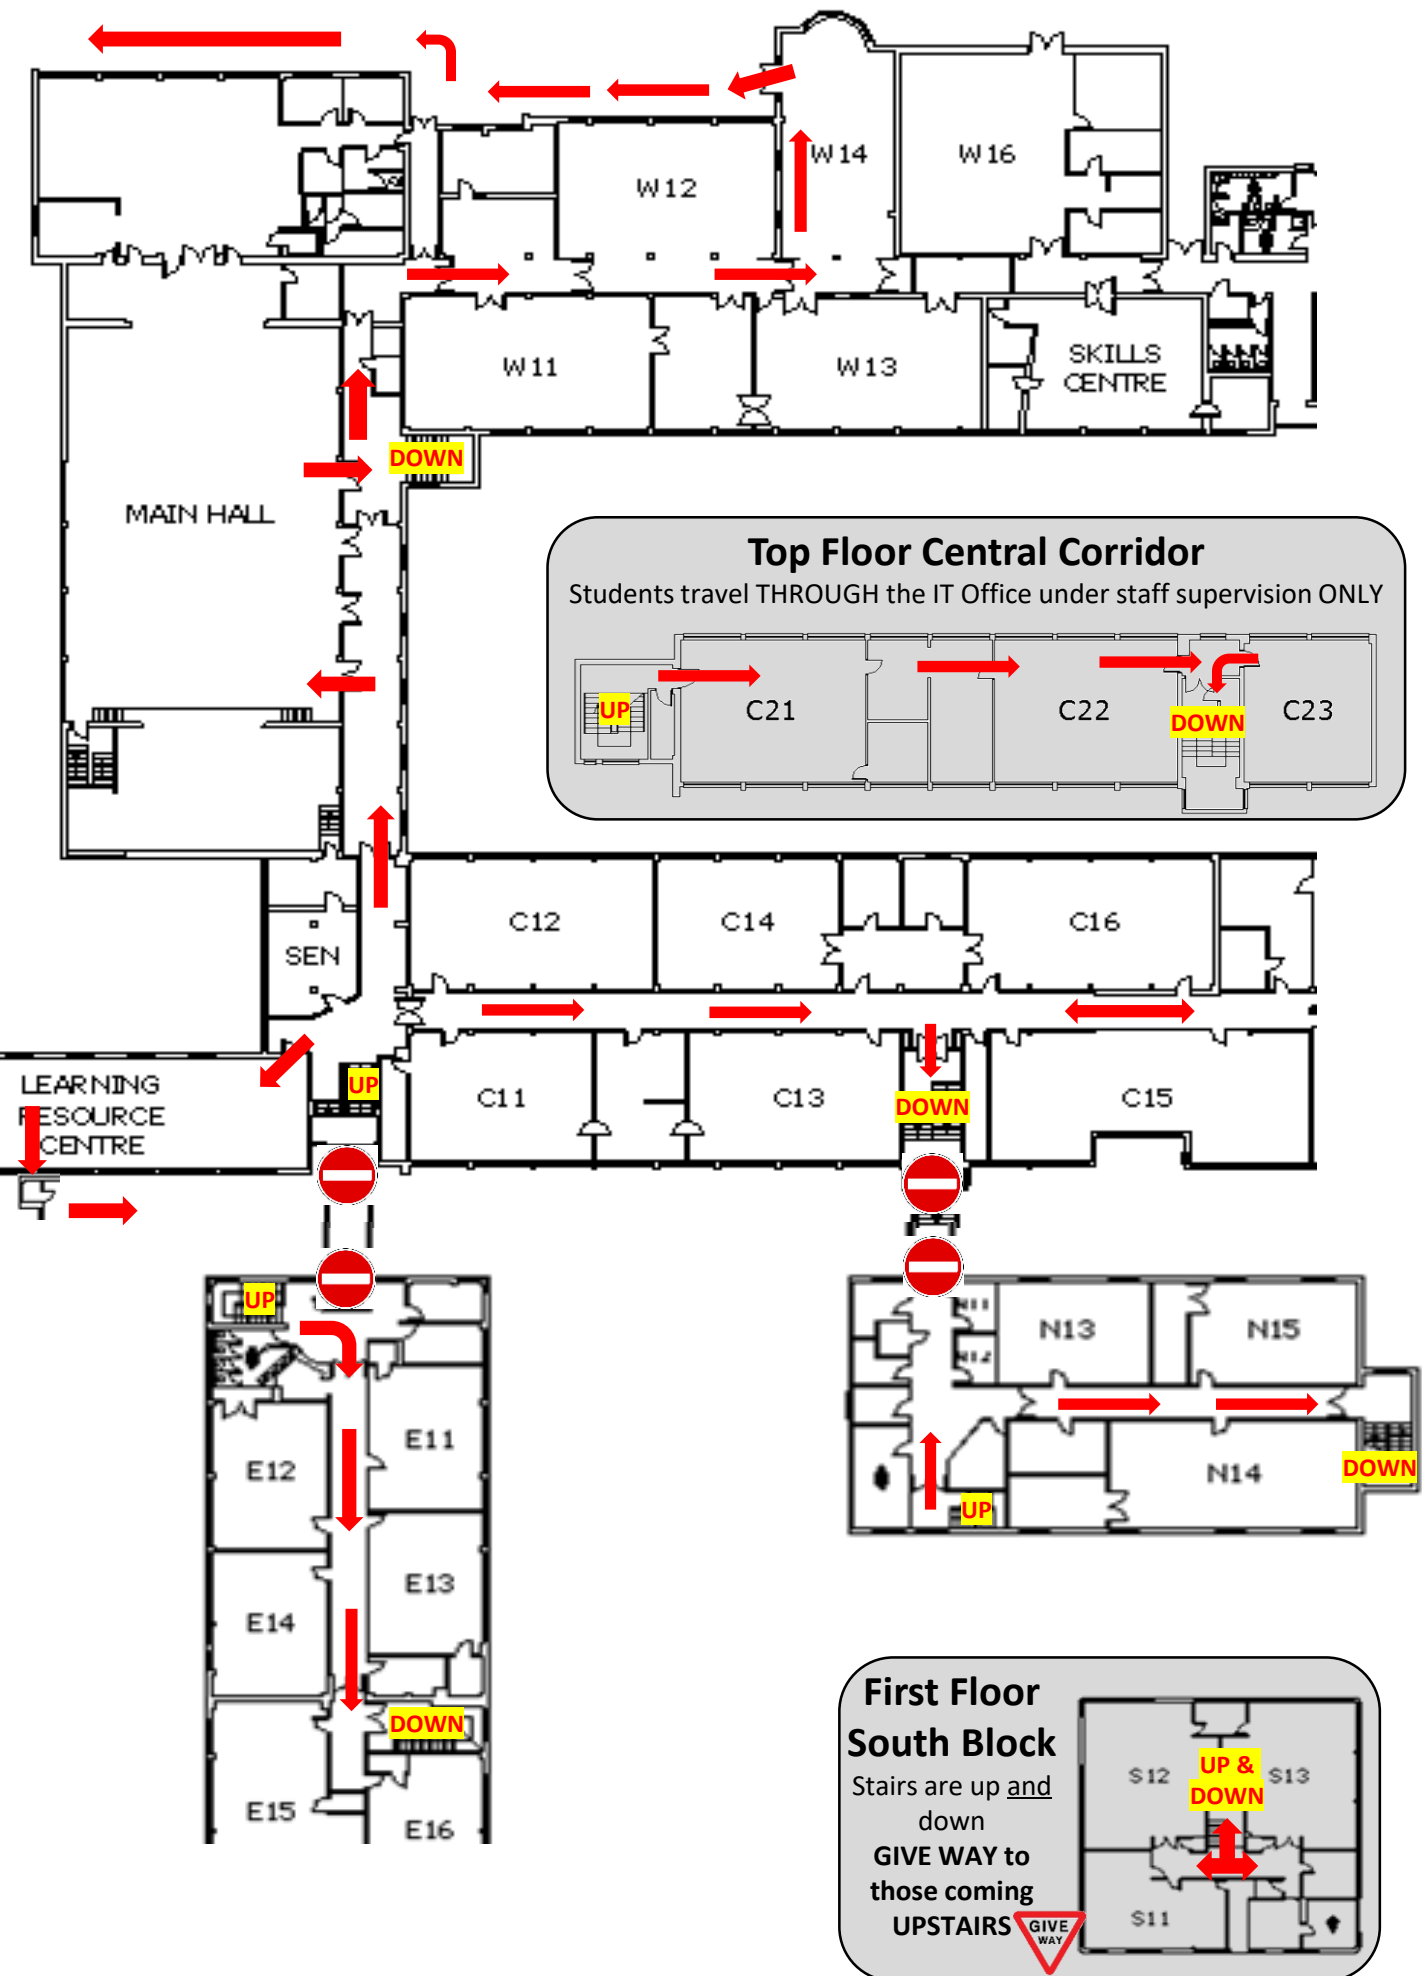 W14
W16
W12
W11
W13
SKILLS
CENTRE
DOWN
MAIN HALL
Top Floor Central Corridor
Students travel THROUGH the IT Office under staff supervision ONLY
UP
C21
C22
DOWN
C23
C12
C14
C16
SEN
UP
LEARNING
RESOURCE
CENTRE
C11
C13
DOWN
C15
UP
N11
N13
N15
N12
E11
E12
N14
DOWN
UP
E13
E14
DOWN
E15
E16
First Floor
South Block
Stairs are up and
down
GIVE WAY to
those coming
UPSTAIRS
GIVE
WAY
S12
UP &
DOWN
S13
S11